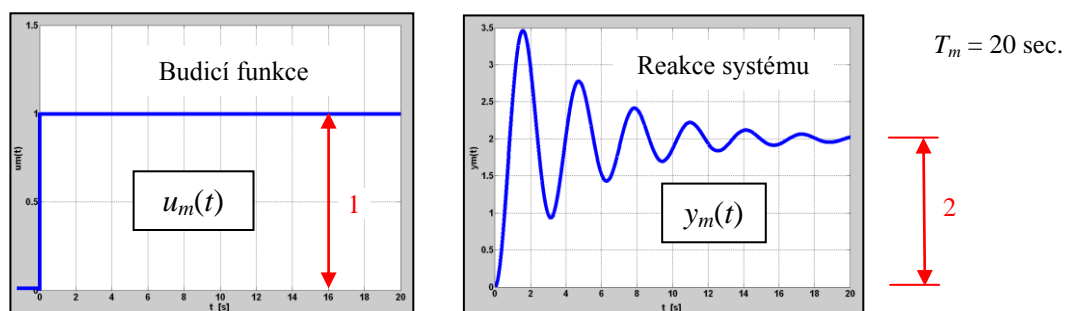 1.5
1
0.5
0
um(t)
Budicí funkce
u_m(t)
1
0 2 4 6 8 10 12 14 16 18 20
t [s]
3.5
3
2.5
2
1.5
1
0.5
0
ym(t)
Reakce systému
y_m(t)
0 2 4 6 8 10 12 14 16 18 20
t [s]
T_m = 20 sec.
2